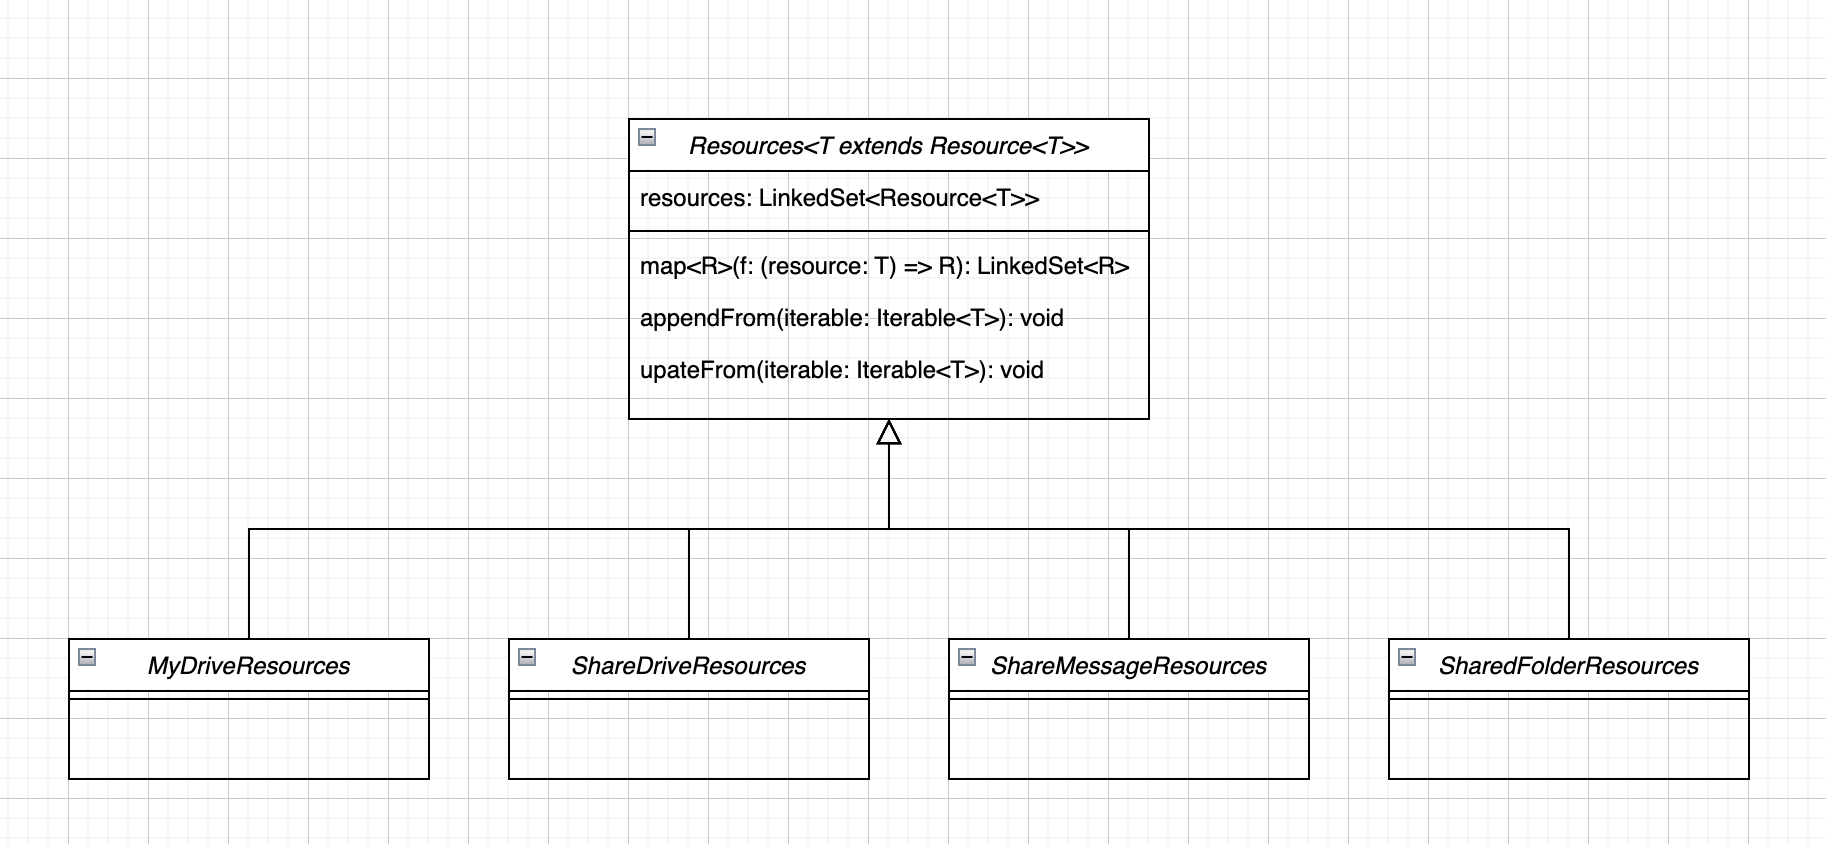 Resources<T extends Resource<T>>
resources: LinkedSet<Resource<T>>
map<R>(f: (resource: T) => R): LinkedSet<R>
appendFrom(iterable: Iterable<T>): void
upateFrom(iterable: Iterable<T>): void
MyDriveResources
ShareDriveResources
ShareMessageResources
SharedFolderResources